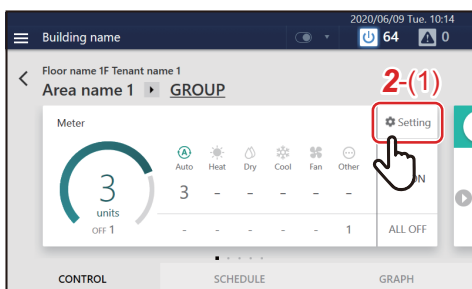 2020/06/09 Tue. 10:14
Building name
64
0
Floor name 1F Tenant name 1
Area name 1 GROUP
2-(1)
Meter
Setting
A
Auto Heat Dry Cool Fan Other
3 - - - - -
3
units
OFF 1
- - - - - 1
ALL OFF
CONTROL SCHEDULE GRAPH